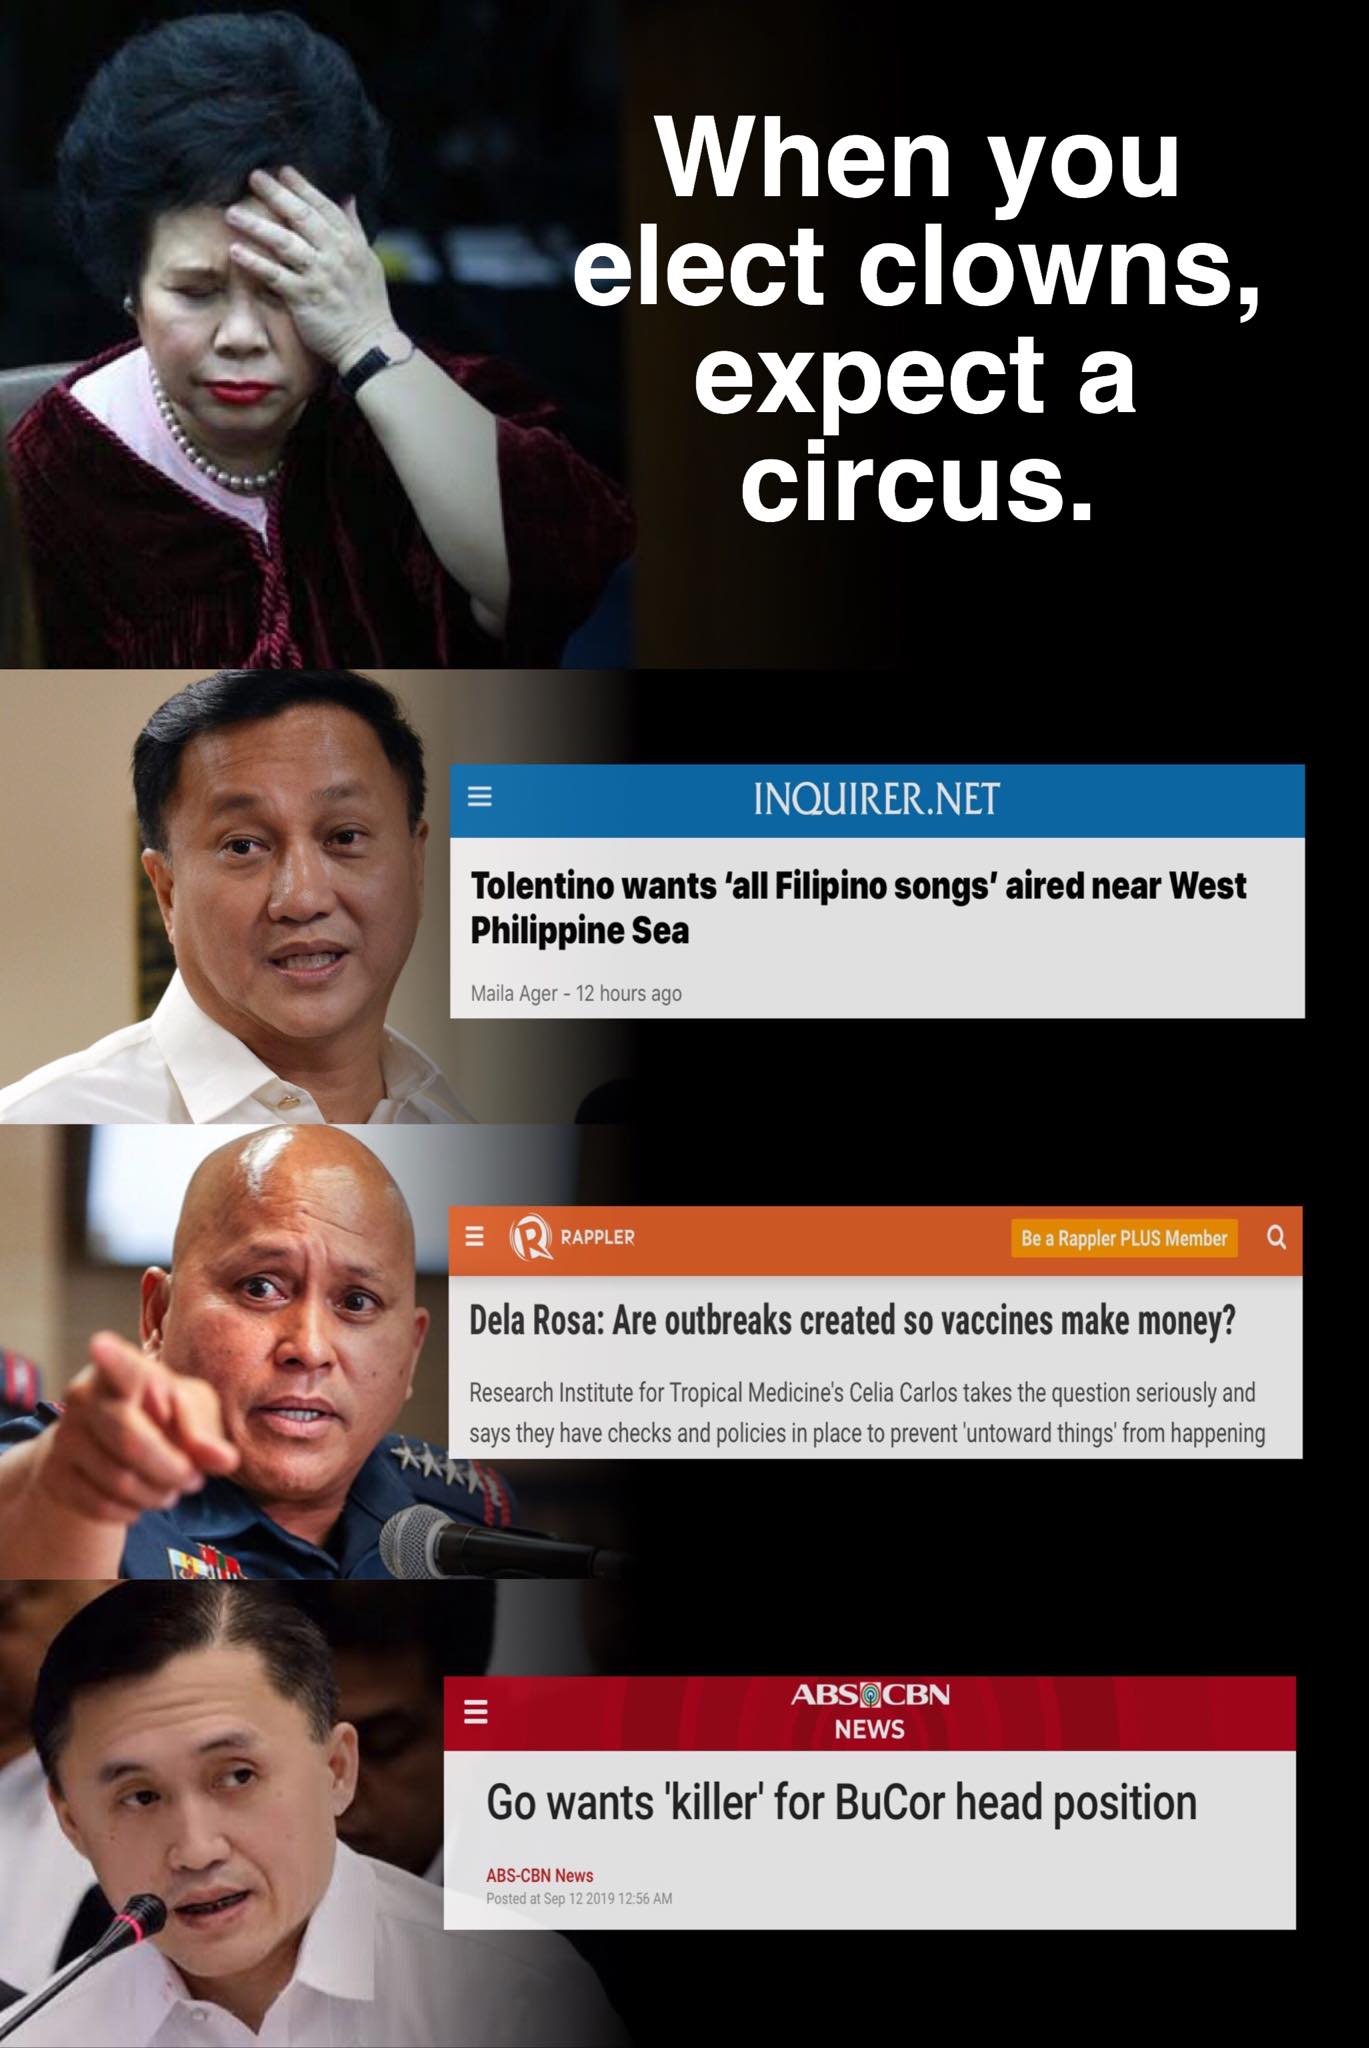 When you
elect clowns,
expect a
circus.
INQUIRER.NET
Tolentino wants ‘all Filipino songs’ aired near West
Philippine Sea
Maila Ager - 12 hours ago
RAPPLER
Be a Rappler PLUS Member
Dela Rosa: Are outbreaks created so vaccines make money?
Research Institute for Tropical Medicine's Celia Carlos takes the question seriously and
says they have checks and policies in place to prevent 'untoward things' from happening
ABS-CBN
NEWS
Go wants 'killer' for BuCor head position
ABS-CBN News
Posted at Sep 12 2019 12:56 AM